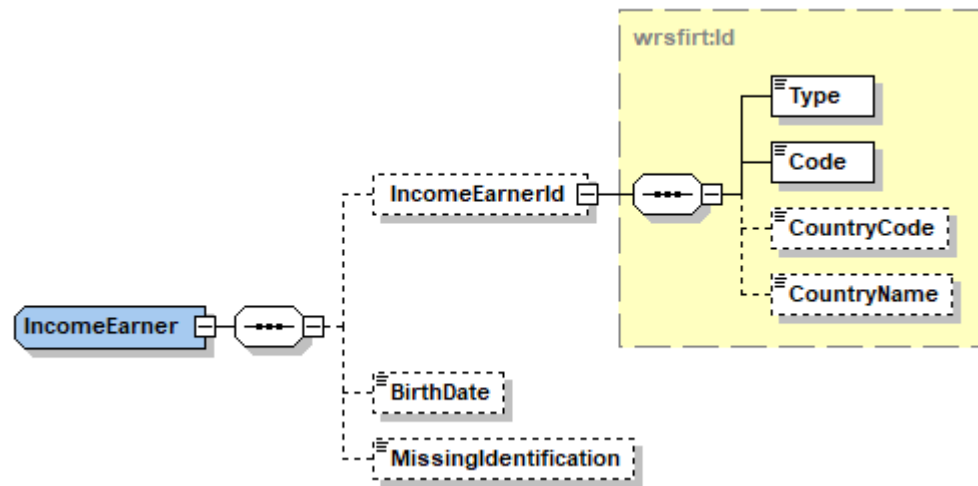 wrsfirt:Id
Type
Code
IncomeEarnerId
CountryCode
CountryName
IncomeEarner
BirthDate
MissingIdentification